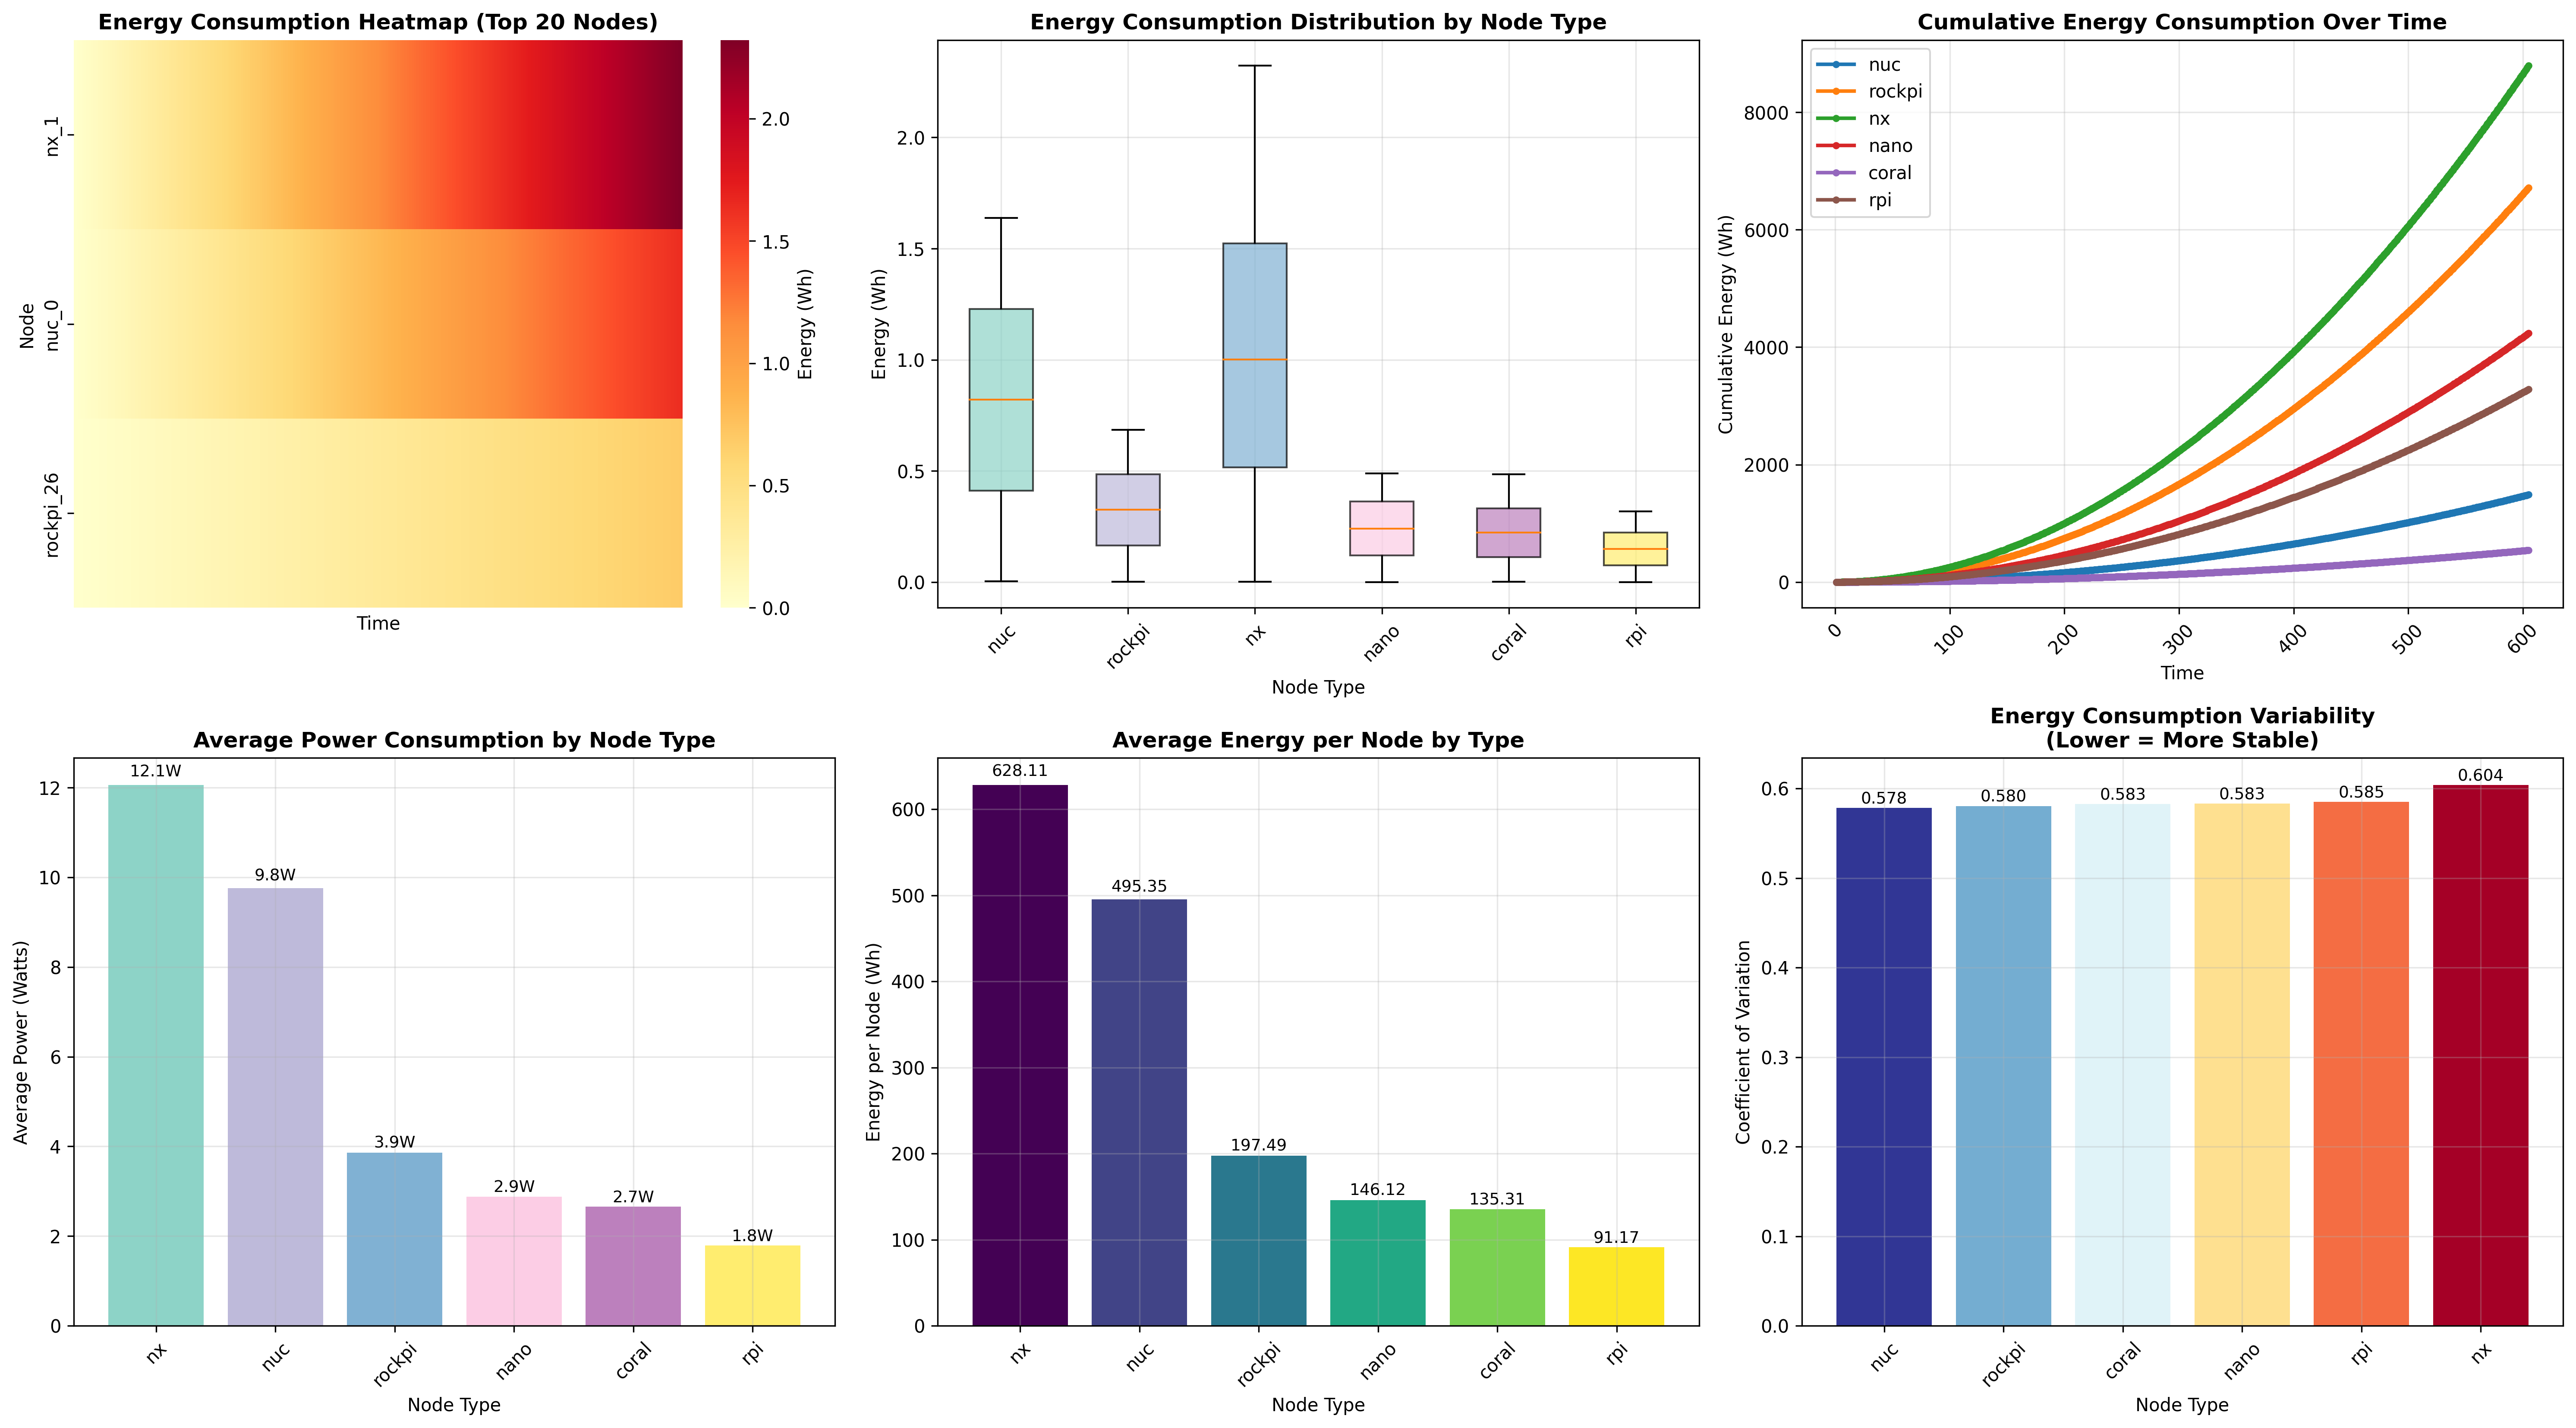 Energy Consumption Heatmap (Top 20 Nodes)
Node
nx_1
nuc_0
rockpi_26
Time
2.0
1.5
1.0
0.5
0.0
Energy (Wh)
Energy Consumption Distribution by Node Type
Energy (Wh)
2.0
1.5
1.0
0.5
0.0
nuc
rockpi
nx
nano
coral
rpi
Node Type
Cumulative Energy Consumption Over Time
nuc
rockpi
nx
nano
coral
rpi
Cumulative Energy (Wh)
8000
6000
4000
2000
0
0
100
200
300
400
500
600
Time
Average Power Consumption by Node Type
Average Power (Watts)
12
10
8
6
4
2
0
12.1W
9.8W
3.9W
2.9W
2.7W
1.8W
nx
nuc
rockpi
nano
coral
rpi
Node Type
Average Energy per Node by Type
Energy per Node (Wh)
600
500
400
300
200
100
0
628.11
495.35
197.49
146.12
135.31
91.17
nx
nuc
rockpi
nano
coral
rpi
Node Type
Energy Consumption Variability
(Lower = More Stable)
Coefficient of Variation
0.6
0.5
0.4
0.3
0.2
0.1
0.0
0.578
0.580
0.583
0.583
0.585
0.604
nuc
rockpi
coral
nano
rpi
nx
Node Type